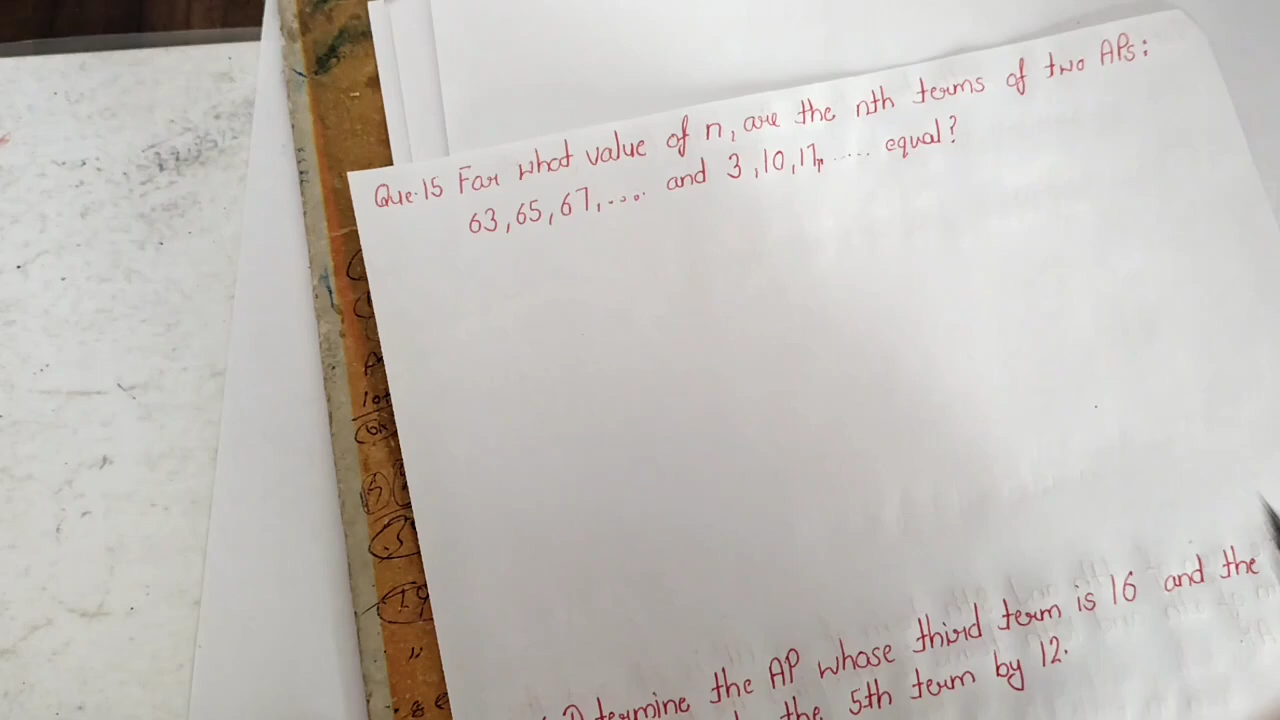 Que.15 For what value of n, are the nth terms of two APs:
63, 65, 67, .... and 3, 10, 17, ..... equal?
Determine the AP whose third term is 16 and the
the 5th term by 12.